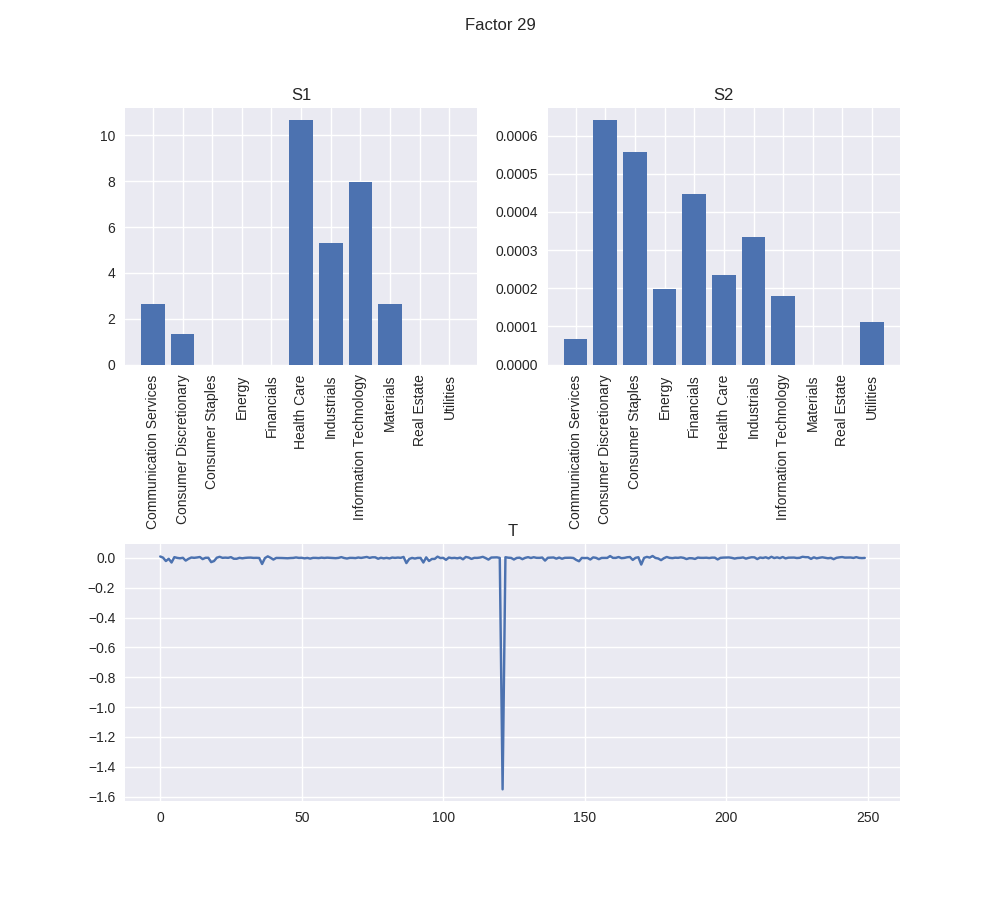 Factor 29
S1
10
8
6
4
2
0
Communication Services
Consumer Discretionary
Consumer Staples
Energy
Financials
Health Care
Industrials
Information Technology
Materials
Real Estate
Utilities
S2
0.0006
0.0005
0.0004
0.0003
0.0002
0.0001
0.0000
Communication Services
Consumer Discretionary
Consumer Staples
Energy
Financials
Health Care
Industrials
Information Technology
Materials
Real Estate
Utilities
T
0.0
−0.2
−0.4
−0.6
−0.8
−1.0
−1.2
−1.4
−1.6
0 50 100 150 200 250